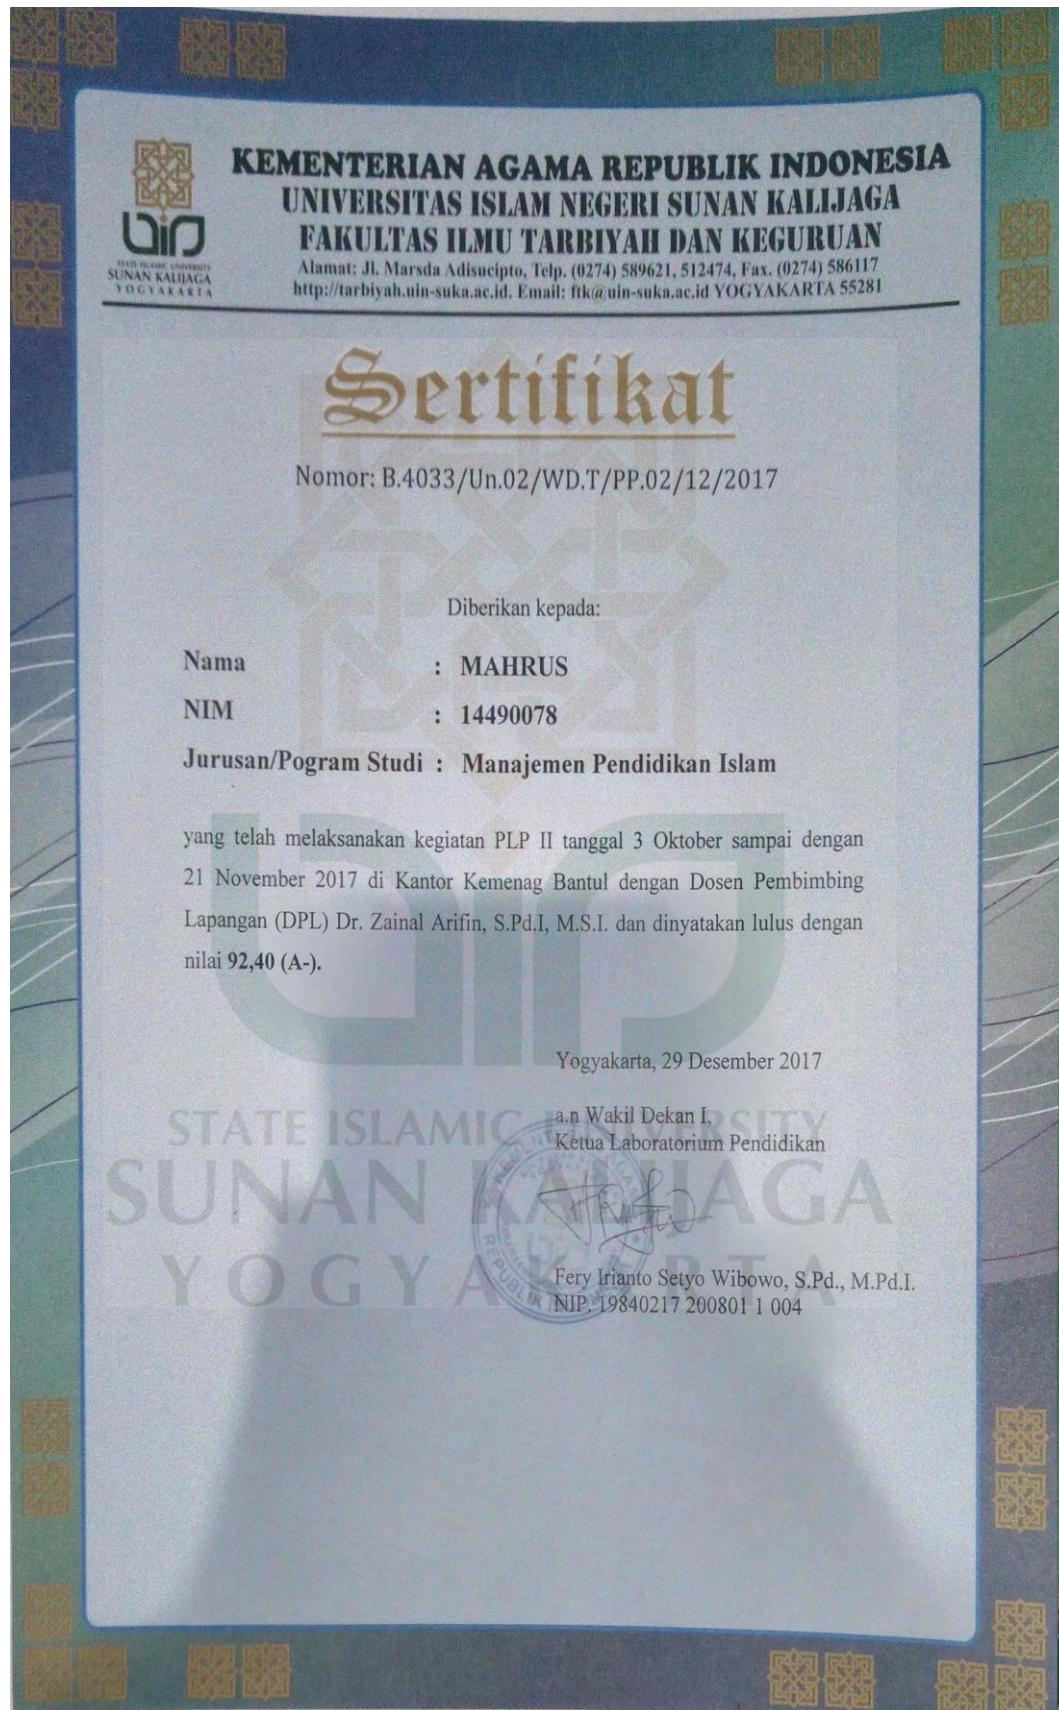 KEMENTERIAN AGAMA REPUBLIK INDONESIA
UNIVERSITAS ISLAM NEGERI SUNAN KALIJAGA
FAKULTAS ILMU TARBIYAH DAN KEGURUAN
Alamat: Jl. Marsda Adisucipto, Telp. (0274) 589621, 512474, Fax. (0274) 586117
http://tarbiyah.uin-suka.ac.id. Email: ftk@uin-suka.ac.id YOGYAKARTA 55281
STATE ISLAMIC UNIVERSITY
SUNAN KALIJAGA
YOGYAKARTA
Sertifikat
Nomor: B.4033/Un.02/WD.T/PP.02/12/2017
Diberikan kepada:
Nama : MAHRUS
NIM : 14490078
Jurusan/Pogram Studi : Manajemen Pendidikan Islam
yang telah melaksanakan kegiatan PLP II tanggal 3 Oktober sampai dengan
21 November 2017 di Kantor Kemenag Bantul dengan Dosen Pembimbing
Lapangan (DPL) Dr. Zainal Arifin, S.Pd.I, M.S.I. dan dinyatakan lulus dengan
nilai 92,40 (A-).
Yogyakarta, 29 Desember 2017
a.n Wakil Dekan I,
Ketua Laboratorium Pendidikan
Fery Irianto Setyo Wibowo, S.Pd., M.Pd.I.
NIP. 19840217 200801 1 004
STATE ISLAMIC UNIVERSITY
SUNAN KALIJAGA
YOGYAKARTA